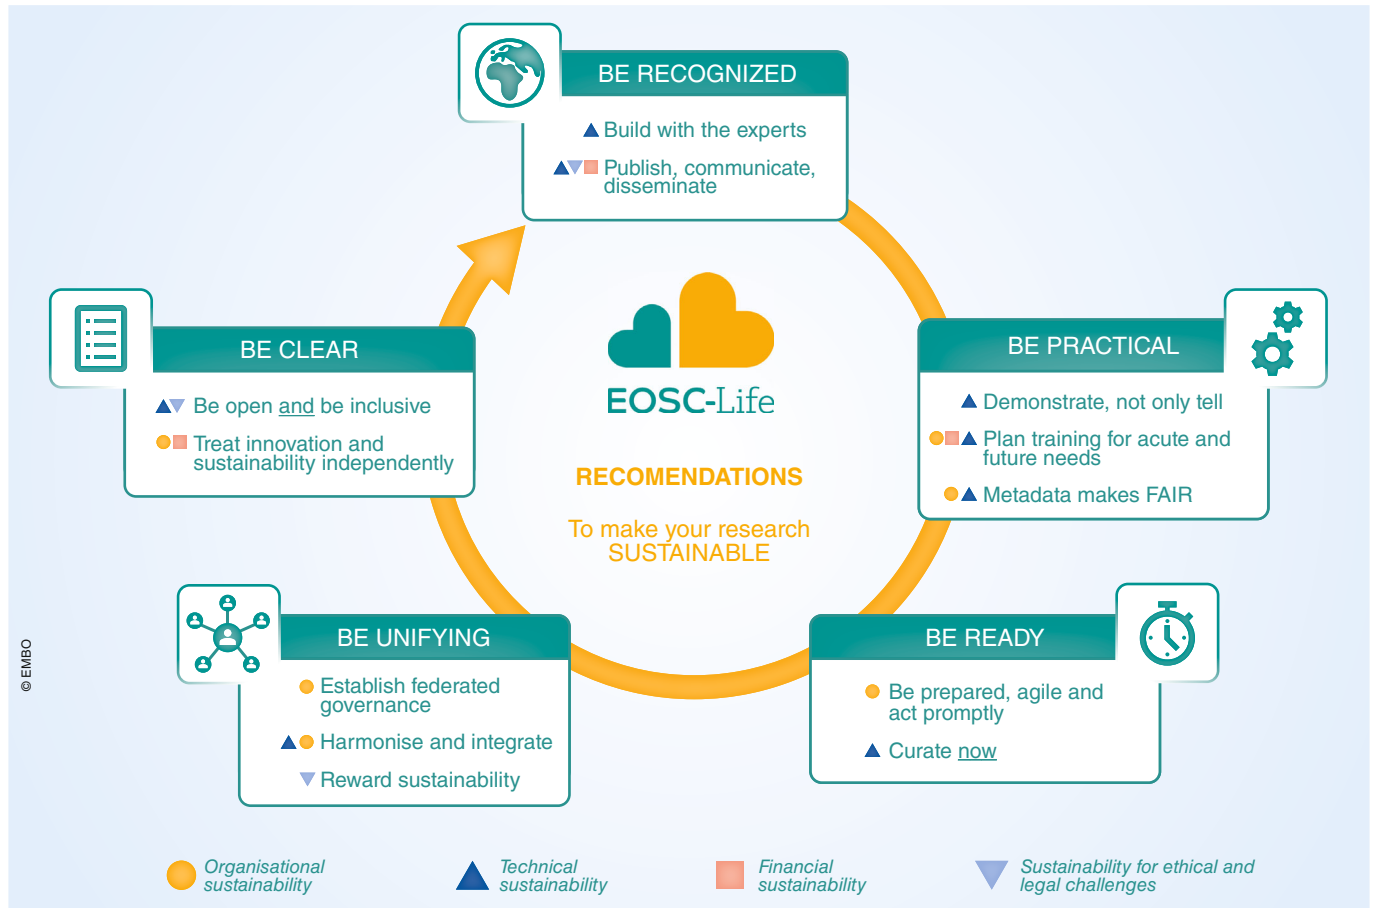 BE RECOGNIZED
Build with the experts
Publish, communicate,
disseminate
BE CLEAR
Be open and be inclusive
Treat innovation and
sustainability independently
EOSC-Life
RECOMENDATIONS
To make your research
SUSTAINABLE
BE PRACTICAL
Demonstrate, not only tell
Plan training for acute and
future needs
Metadata makes FAIR
BE UNIFYING
Establish federated
governance
Harmonise and integrate
Reward sustainability
BE READY
Be prepared, agile and
act promptly
Curate now
© EMBO
Organisational
sustainability
Technical
sustainability
Financial
sustainability
Sustainability for ethical and
legal challenges